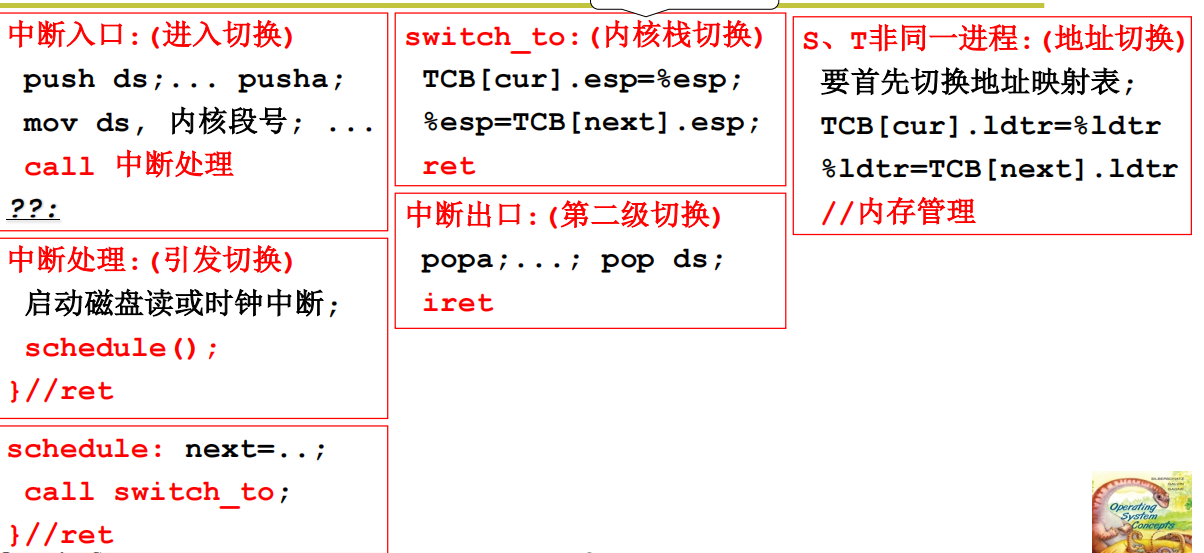 中断入口:(进入切换)
push ds;... pusha;
mov ds, 内核段号; ...
call 中断处理
??:
中断处理:(引发切换)
启动磁盘读或时钟中断;
schedule();
}//ret
schedule: next=..;
call switch_to;
}//ret
switch_to:(内核栈切换)
TCB[cur].esp=%esp;
%esp=TCB[next].esp;
ret
中断出口:(第二级切换)
popa;...; pop ds;
iret
S、T非同一进程:(地址切换)
要首先切换地址映射表;
TCB[cur].ldtr=%ldtr
%ldtr=TCB[next].ldtr
//内存管理
Operating
System
Concepts